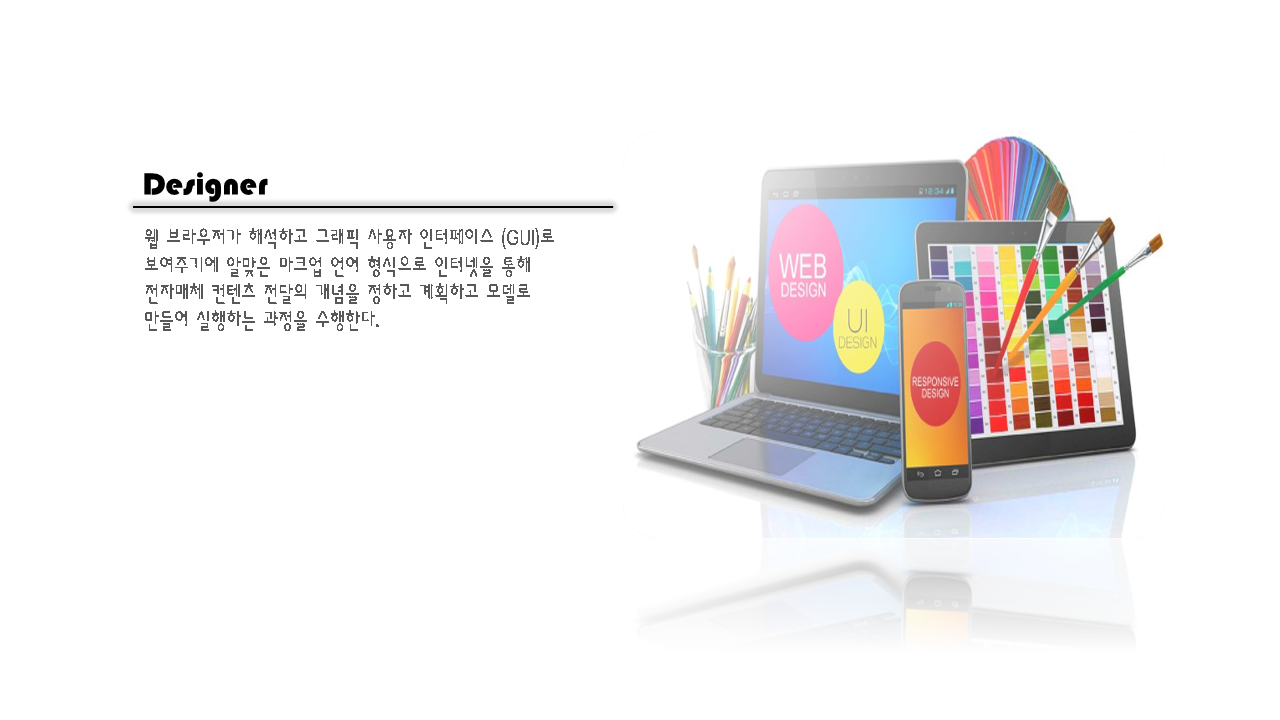 Designer
웹 브라우저가 해석하고 그래픽 사용자 인터페이스 (GUI)로
보여주기에 알맞은 마크업 언어 형식으로 인터넷을 통해
전자매체 컨텐츠 전달의 개념을 정하고 계획하고 모델로
만들어 실행하는 과정을 수행한다.
WEB
DESIGN
UI
DESIGN
RESPONSIVE
DESIGN